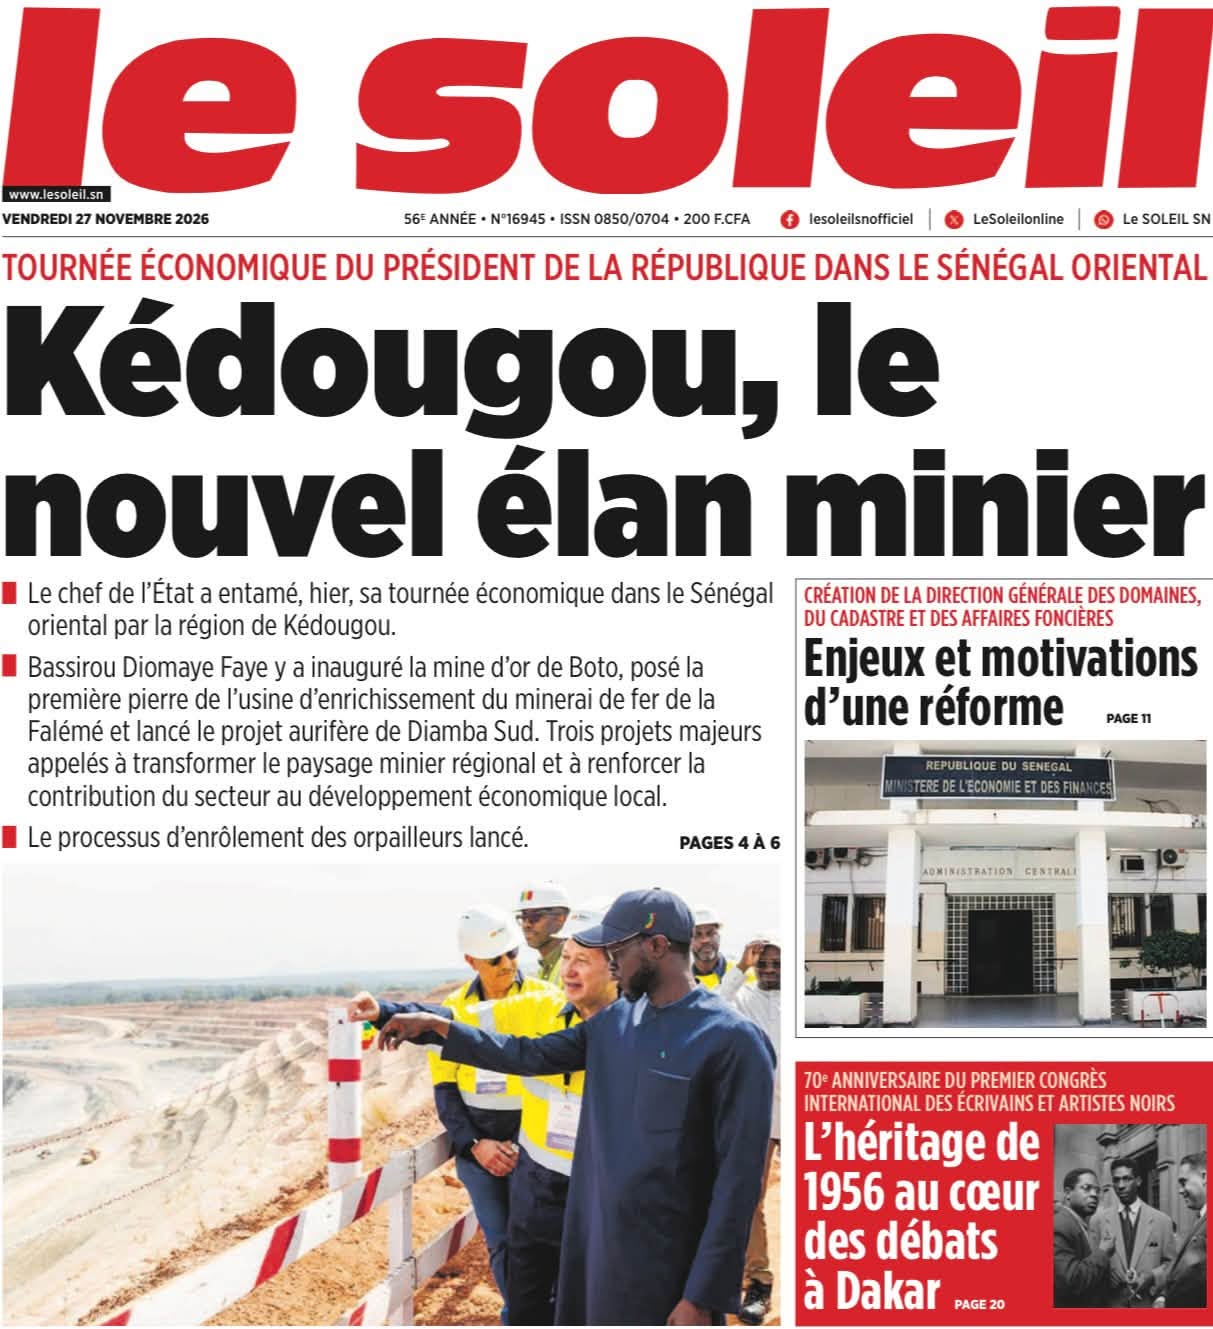 le soleil
www.lesoleil.sn
VENDREDI 27 NOVEMBRE 2026
56E ANNÉE • N°16945 • ISSN 0850/0704 • 200 F.CFA
lesoleilsnofficiel
LeSoleilonline
Le SOLEIL SN
TOURNÉE ÉCONOMIQUE DU PRÉSIDENT DE LA RÉPUBLIQUE DANS LE SÉNÉGAL ORIENTAL
Kédougou, le
nouvel élan minier
Le chef de l’État a entamé, hier, sa tournée économique dans le Sénégal
oriental par la région de Kédougou.
Bassirou Diomaye Faye y a inauguré la mine d’or de Boto, posé la
première pierre de l’usine d’enrichissement du minerai de fer de la
Falémé et lancé le projet aurifère de Diamba Sud. Trois projets majeurs
appelés à transformer le paysage minier régional et à renforcer la
contribution du secteur au développement économique local.
Le processus d’enrôlement des orpailleurs lancé.
PAGES 4 À 6
CRÉATION DE LA DIRECTION GÉNÉRALE DES DOMAINES,
DU CADASTRE ET DES AFFAIRES FONCIÈRES
Enjeux et motivations
d’une réforme
PAGE 11
REPUBLIQUE DU SENEGAL
MINISTERE DE L'ECONOMIE ET DES FINANCES
ADMINISTRATION CENTRALE
70e ANNIVERSAIRE DU PREMIER CONGRÈS
INTERNATIONAL DES ÉCRIVAINS ET ARTISTES NOIRS
L’héritage de
1956 au cœur
des débats
à Dakar
PAGE 20